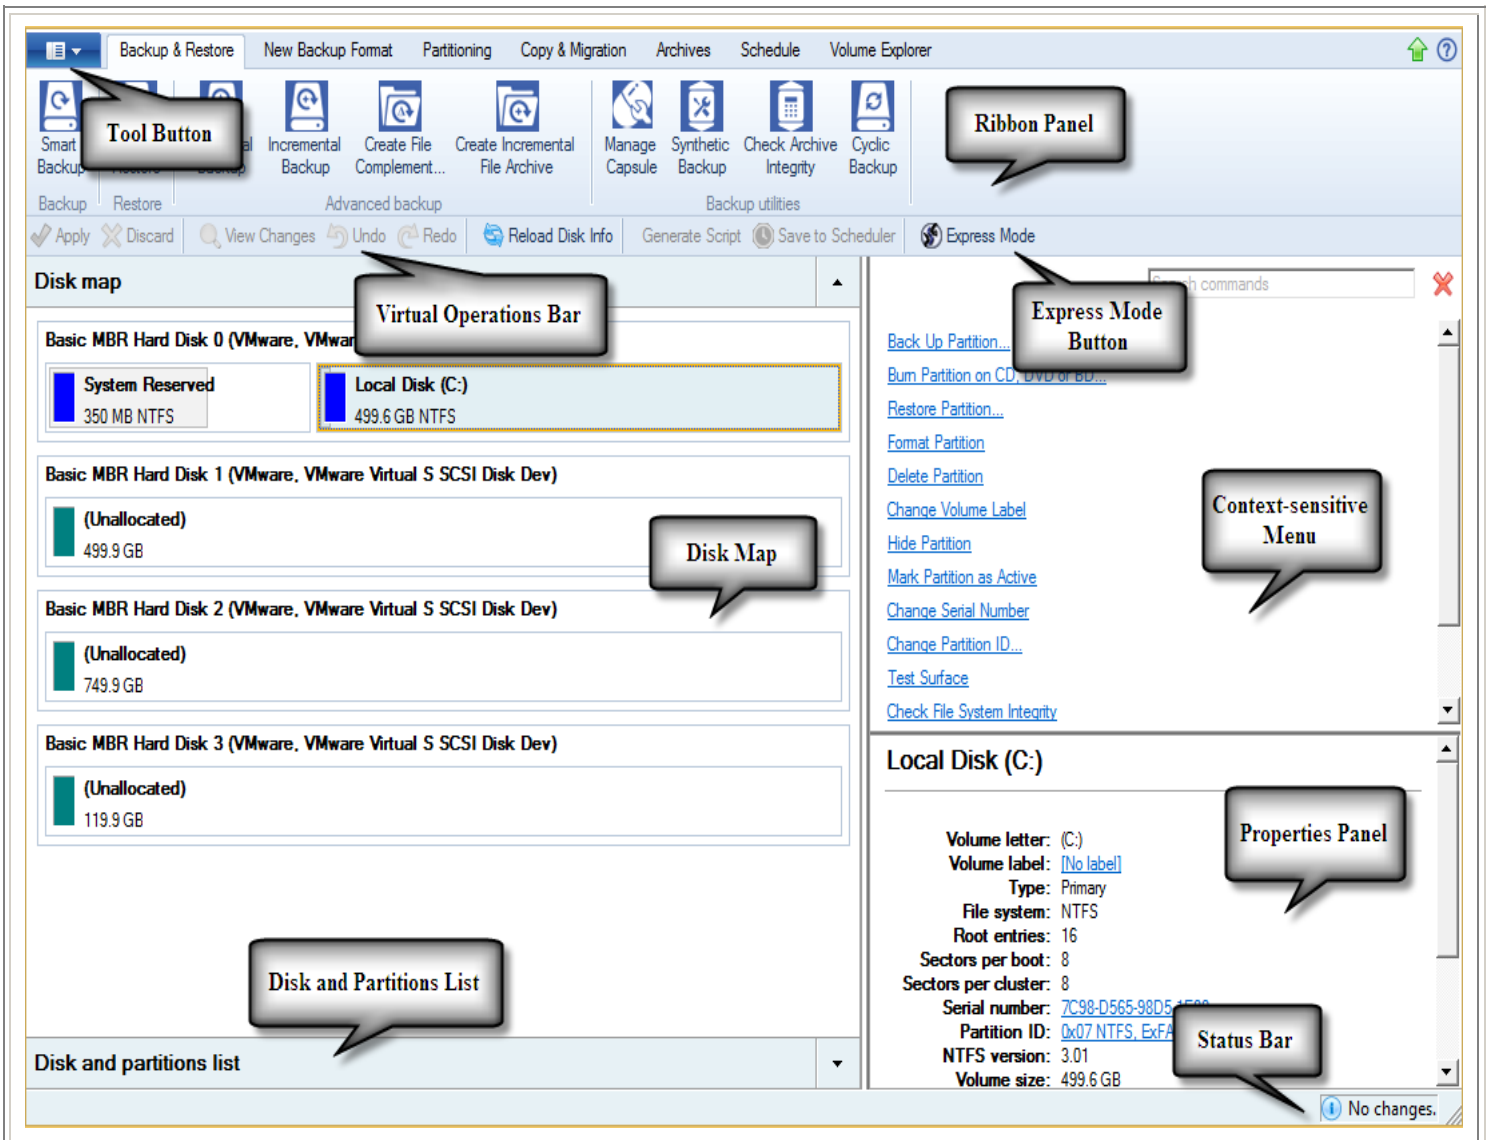 Backup & Restore New Backup Format Partitioning Copy & Migration Archives Schedule Volume Explorer
Tool Button
Ribbon Panel
Smart Incremental Create File Create Incremental Manage Synthetic Check Archive Cyclic
Backup Backup Complement... File Archive Capsule Backup Integrity Backup
Backup Restore Advanced backup Backup utilities
Apply Discard View Changes Undo Redo Reload Disk Info Generate Script Save to Scheduler Express Mode
Disk map
commands
Virtual Operations Bar
Express Mode
Button
Basic MBR Hard Disk 0 (VMware,
System Reserved
350 MB NTFS
Local Disk (C:)
499.6 GB NTFS
Basic MBR Hard Disk 1 (VMware, VMware Virtual S SCSI Disk Dev)
(Unallocated)
499.9 GB
Disk Map
Basic MBR Hard Disk 2 (VMware, VMware Virtual S SCSI Disk Dev)
(Unallocated)
749.9 GB
Basic MBR Hard Disk 3 (VMware, VMware Virtual S SCSI Disk Dev)
(Unallocated)
119.9 GB
Disk and Partitions List
Disk and partitions list
Back Up Partition...
Burn Partition on CD, DVD or BD...
Restore Partition...
Format Partition
Delete Partition
Change Volume Label
Hide Partition
Mark Partition as Active
Change Serial Number
Change Partition ID...
Test Surface
Check File System Integrity
Context-sensitive
Menu
Local Disk (C:)
Properties Panel
Volume letter: (C:)
Volume label: [No label]
Type: Primary
File system: NTFS
Root entries: 16
Sectors per boot: 8
Sectors per cluster: 8
Serial number: 7C98-D565-98D5-
Partition ID: 0x07 NTFS,
NTFS version: 3.01
Volume size: 499.6 GB
Status Bar
No changes.